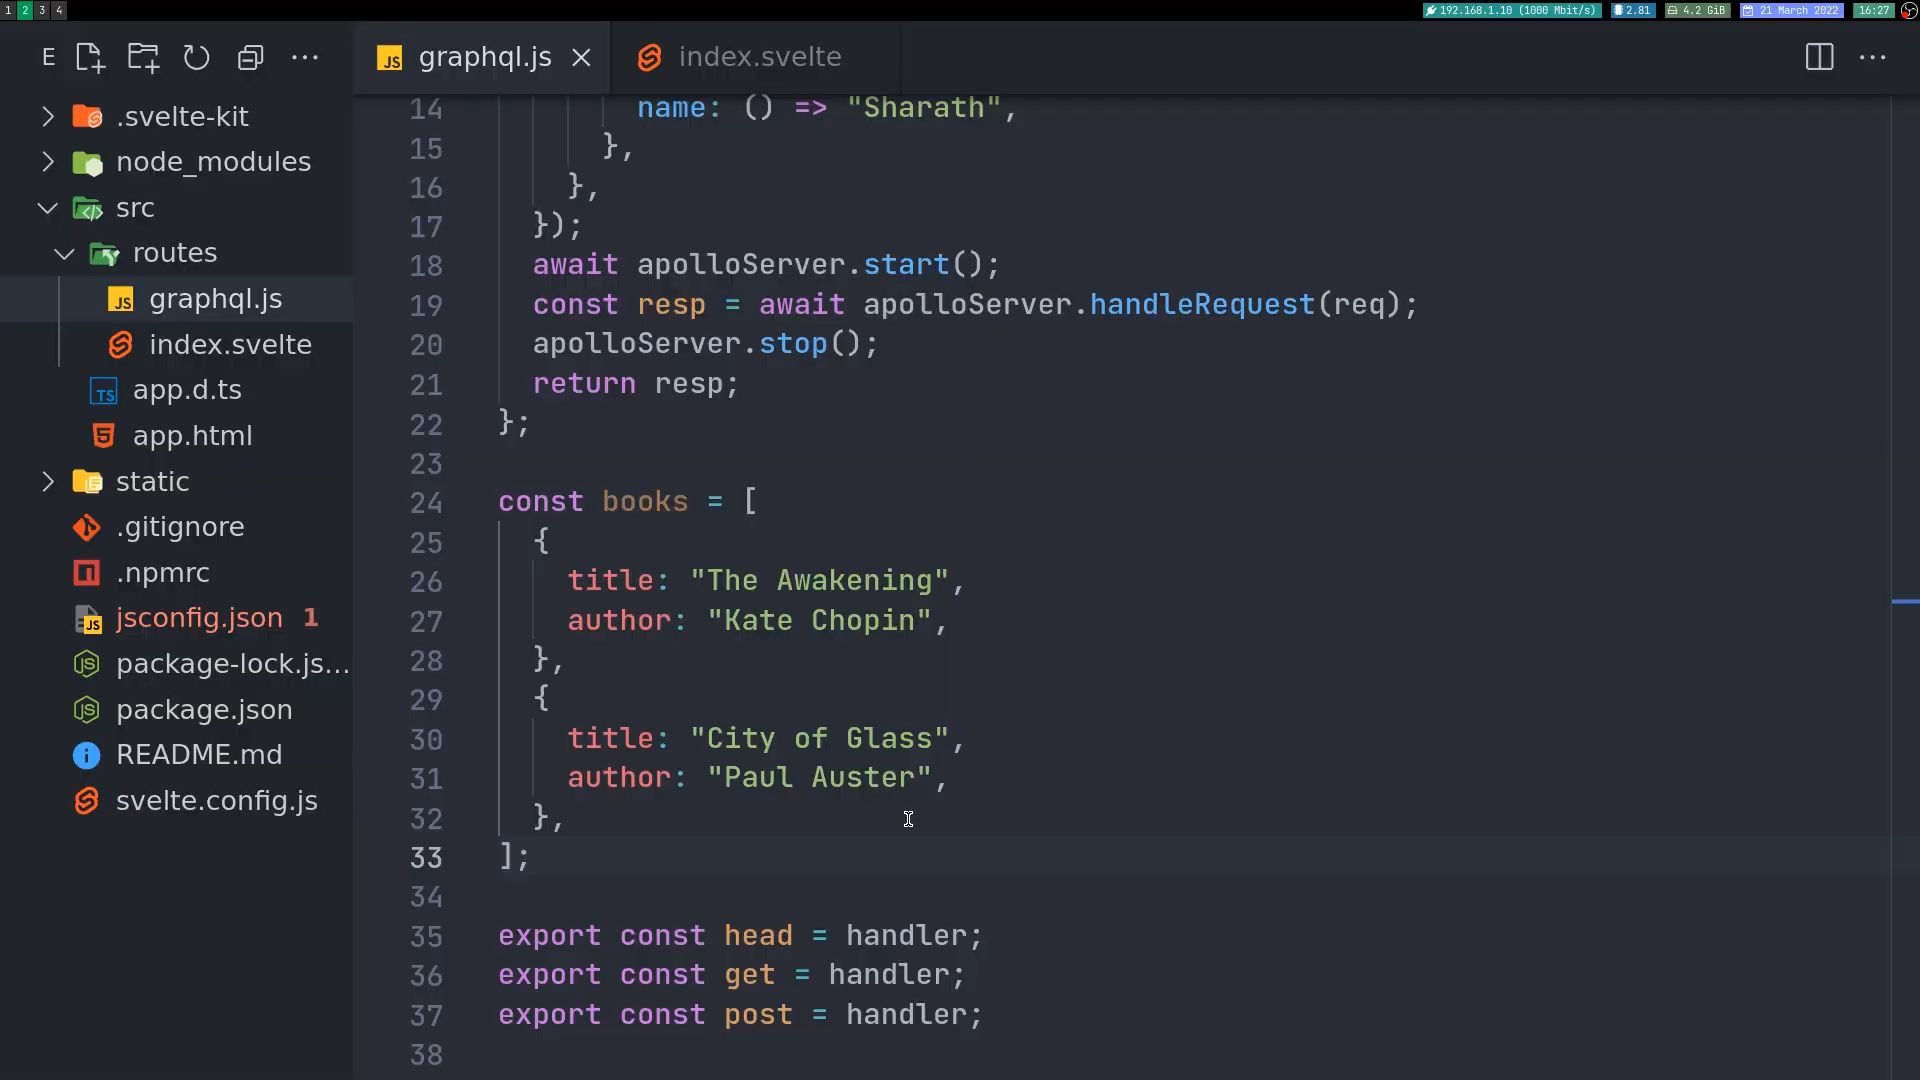 1 2 3 4
192.168.1.10 (1000 Mbit/s) 2.81 4.2 GiB 21 March 2022 16:27
E
graphql.js
index.svelte
.svelte-kit
node_modules
src
routes
graphql.js
index.svelte
app.d.ts
app.html
static
.gitignore
.npmrc
jsconfig.json 1
package-lock.js...
package.json
README.md
svelte.config.js
14 name: () => "Sharath",
15 },
16 },
17 });
18 await apolloServer.start();
19 const resp = await apolloServer.handleRequest(req);
20 apolloServer.stop();
21 return resp;
22 };
23
24 const books = [
25 {
26 title: "The Awakening",
27 author: "Kate Chopin",
28 },
29 {
30 title: "City of Glass",
31 author: "Paul Auster",
32 },
33 ];
34
35 export const head = handler;
36 export const get = handler;
37 export const post = handler;
38